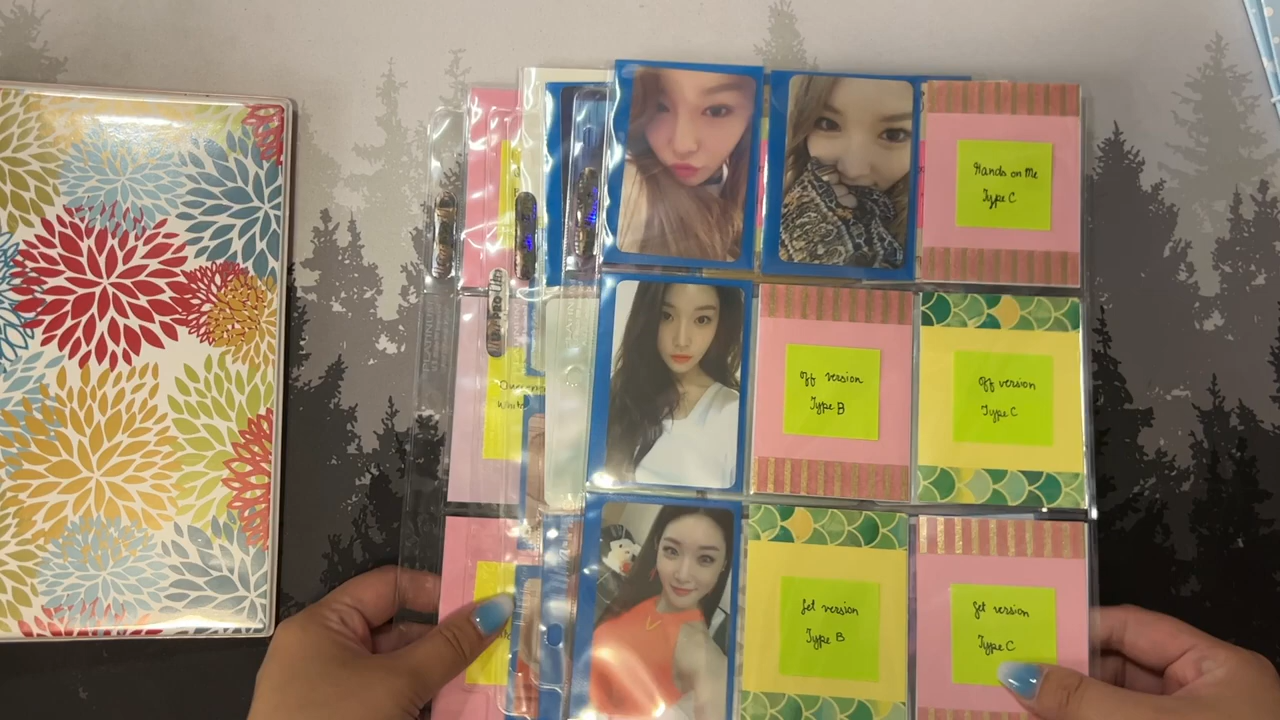 Hands on Me
Type C
Off version
Type B
Off version
Type C
Set version
Type B
Set version
Type C